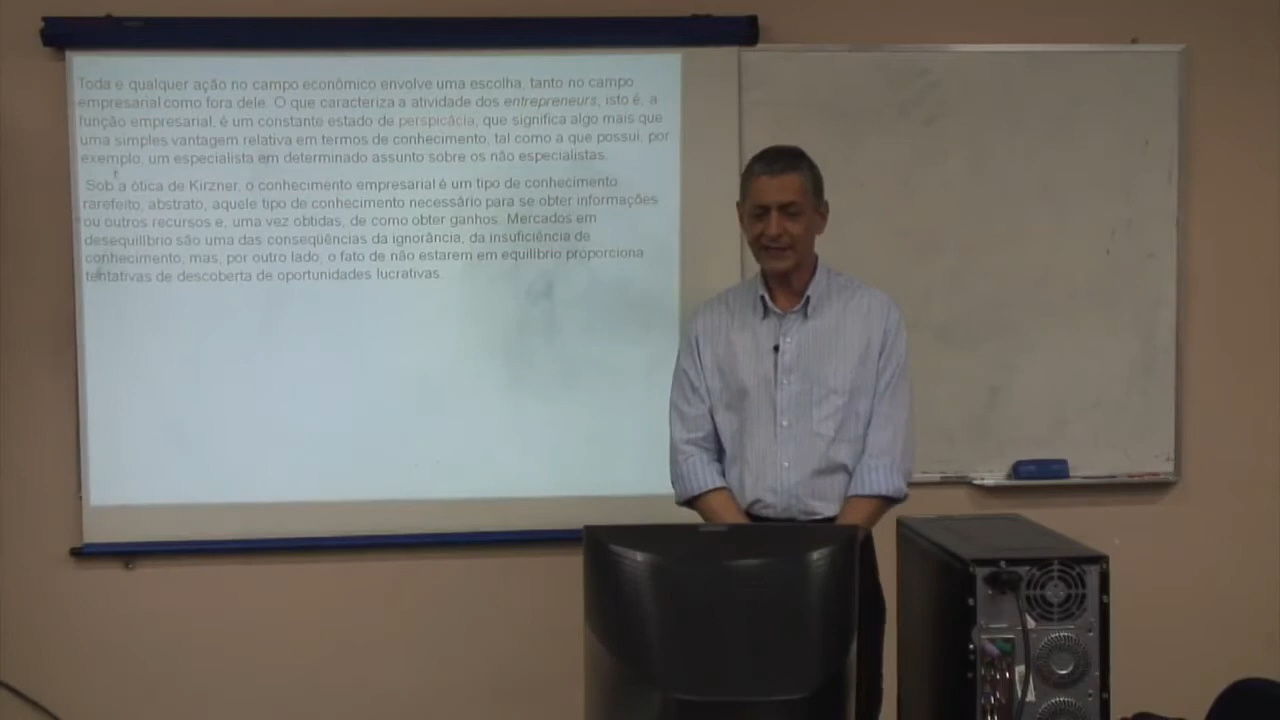 Toda e qualquer ação no campo econômico envolve uma escolha, tanto no campo
empresarial como fora dele. O que caracteriza a atividade dos entrepreneurs, isto é, a
função empresarial, é um constante estado de perspicácia, que significa algo mais que
uma simples vantagem relativa em termos de conhecimento, tal como a que possui, por
exemplo, um especialista em determinado assunto sobre os não especialistas.
Sob a ótica de Kirzner, o conhecimento empresarial é um tipo de conhecimento
rarefeito, abstrato, aquele tipo de conhecimento necessário para se obter informações
ou outros recursos e, uma vez obtidas, de como obter ganhos. Mercados em
desequilíbrio são uma das conseqüências da ignorância, da insuficiência de
conhecimento, mas, por outro lado, o fato de não estarem em equilíbrio proporciona
tentativas de descoberta de oportunidades lucrativas.